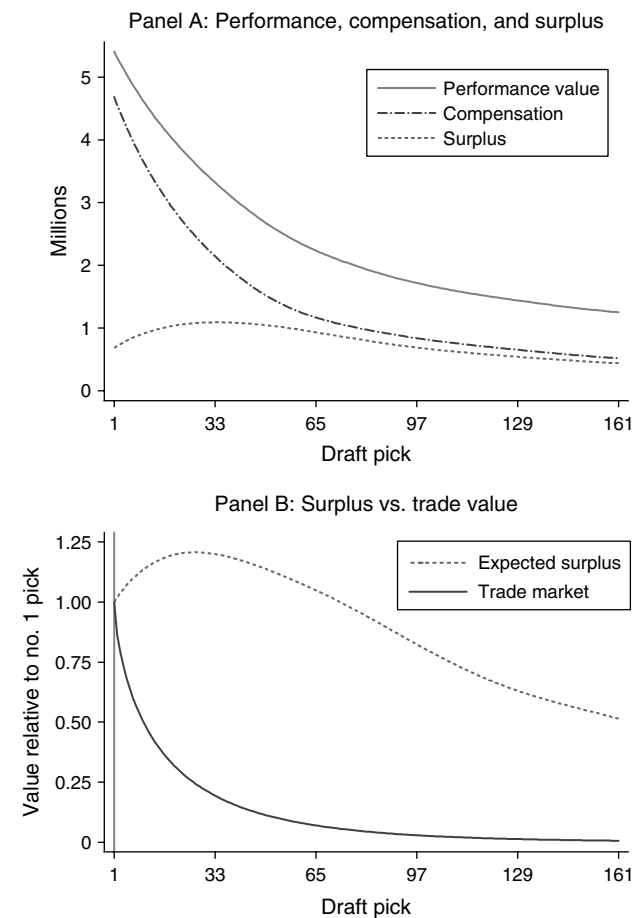 Panel A: Performance, compensation, and surplus
5
4
3
2
1
0
Millions
Performance value
Compensation
Surplus
1 33 65 97 129 161
Draft pick
Panel B: Surplus vs. trade value
1.25
1.00
0.75
0.50
0.25
0
Value relative to no. 1 pick
Expected surplus
Trade market
1 33 65 97 129 161
Draft pick